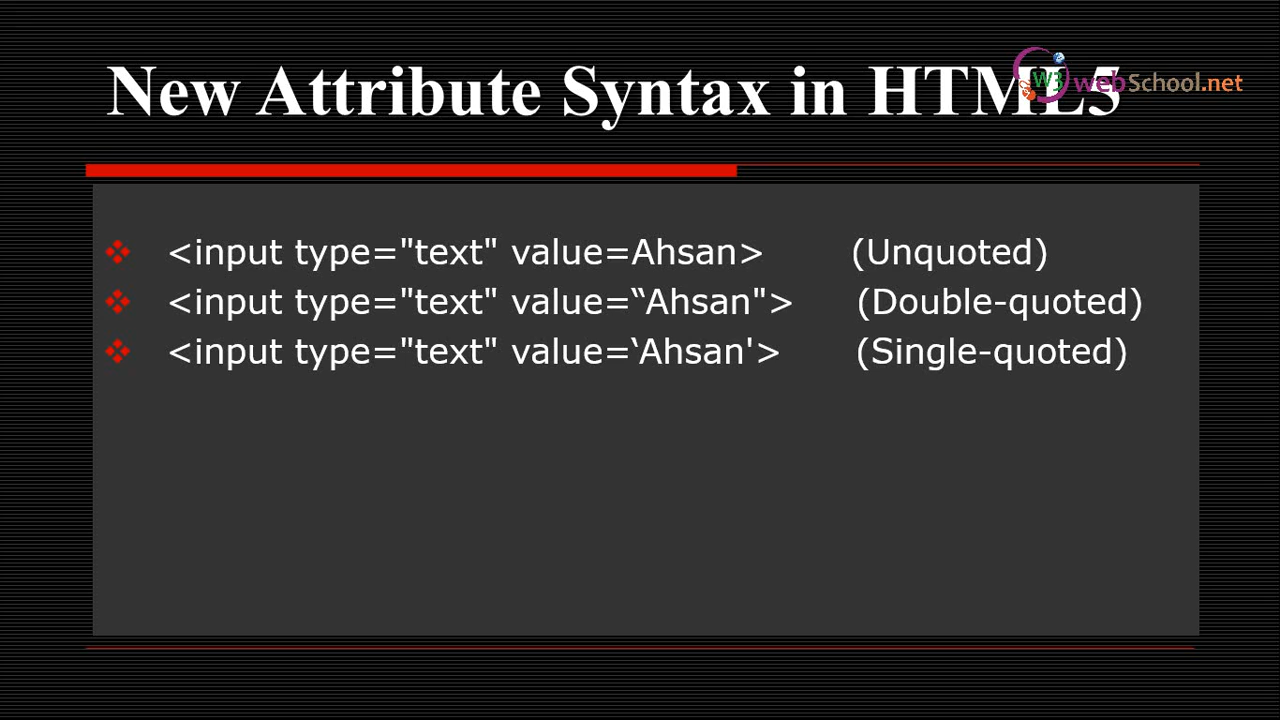 New Attribute Syntax in HTML5
W3 webSchool.net
<input type="text" value=Ahsan> (Unquoted)
<input type="text" value=“Ahsan"> (Double-quoted)
<input type="text" value=‘Ahsan'> (Single-quoted)